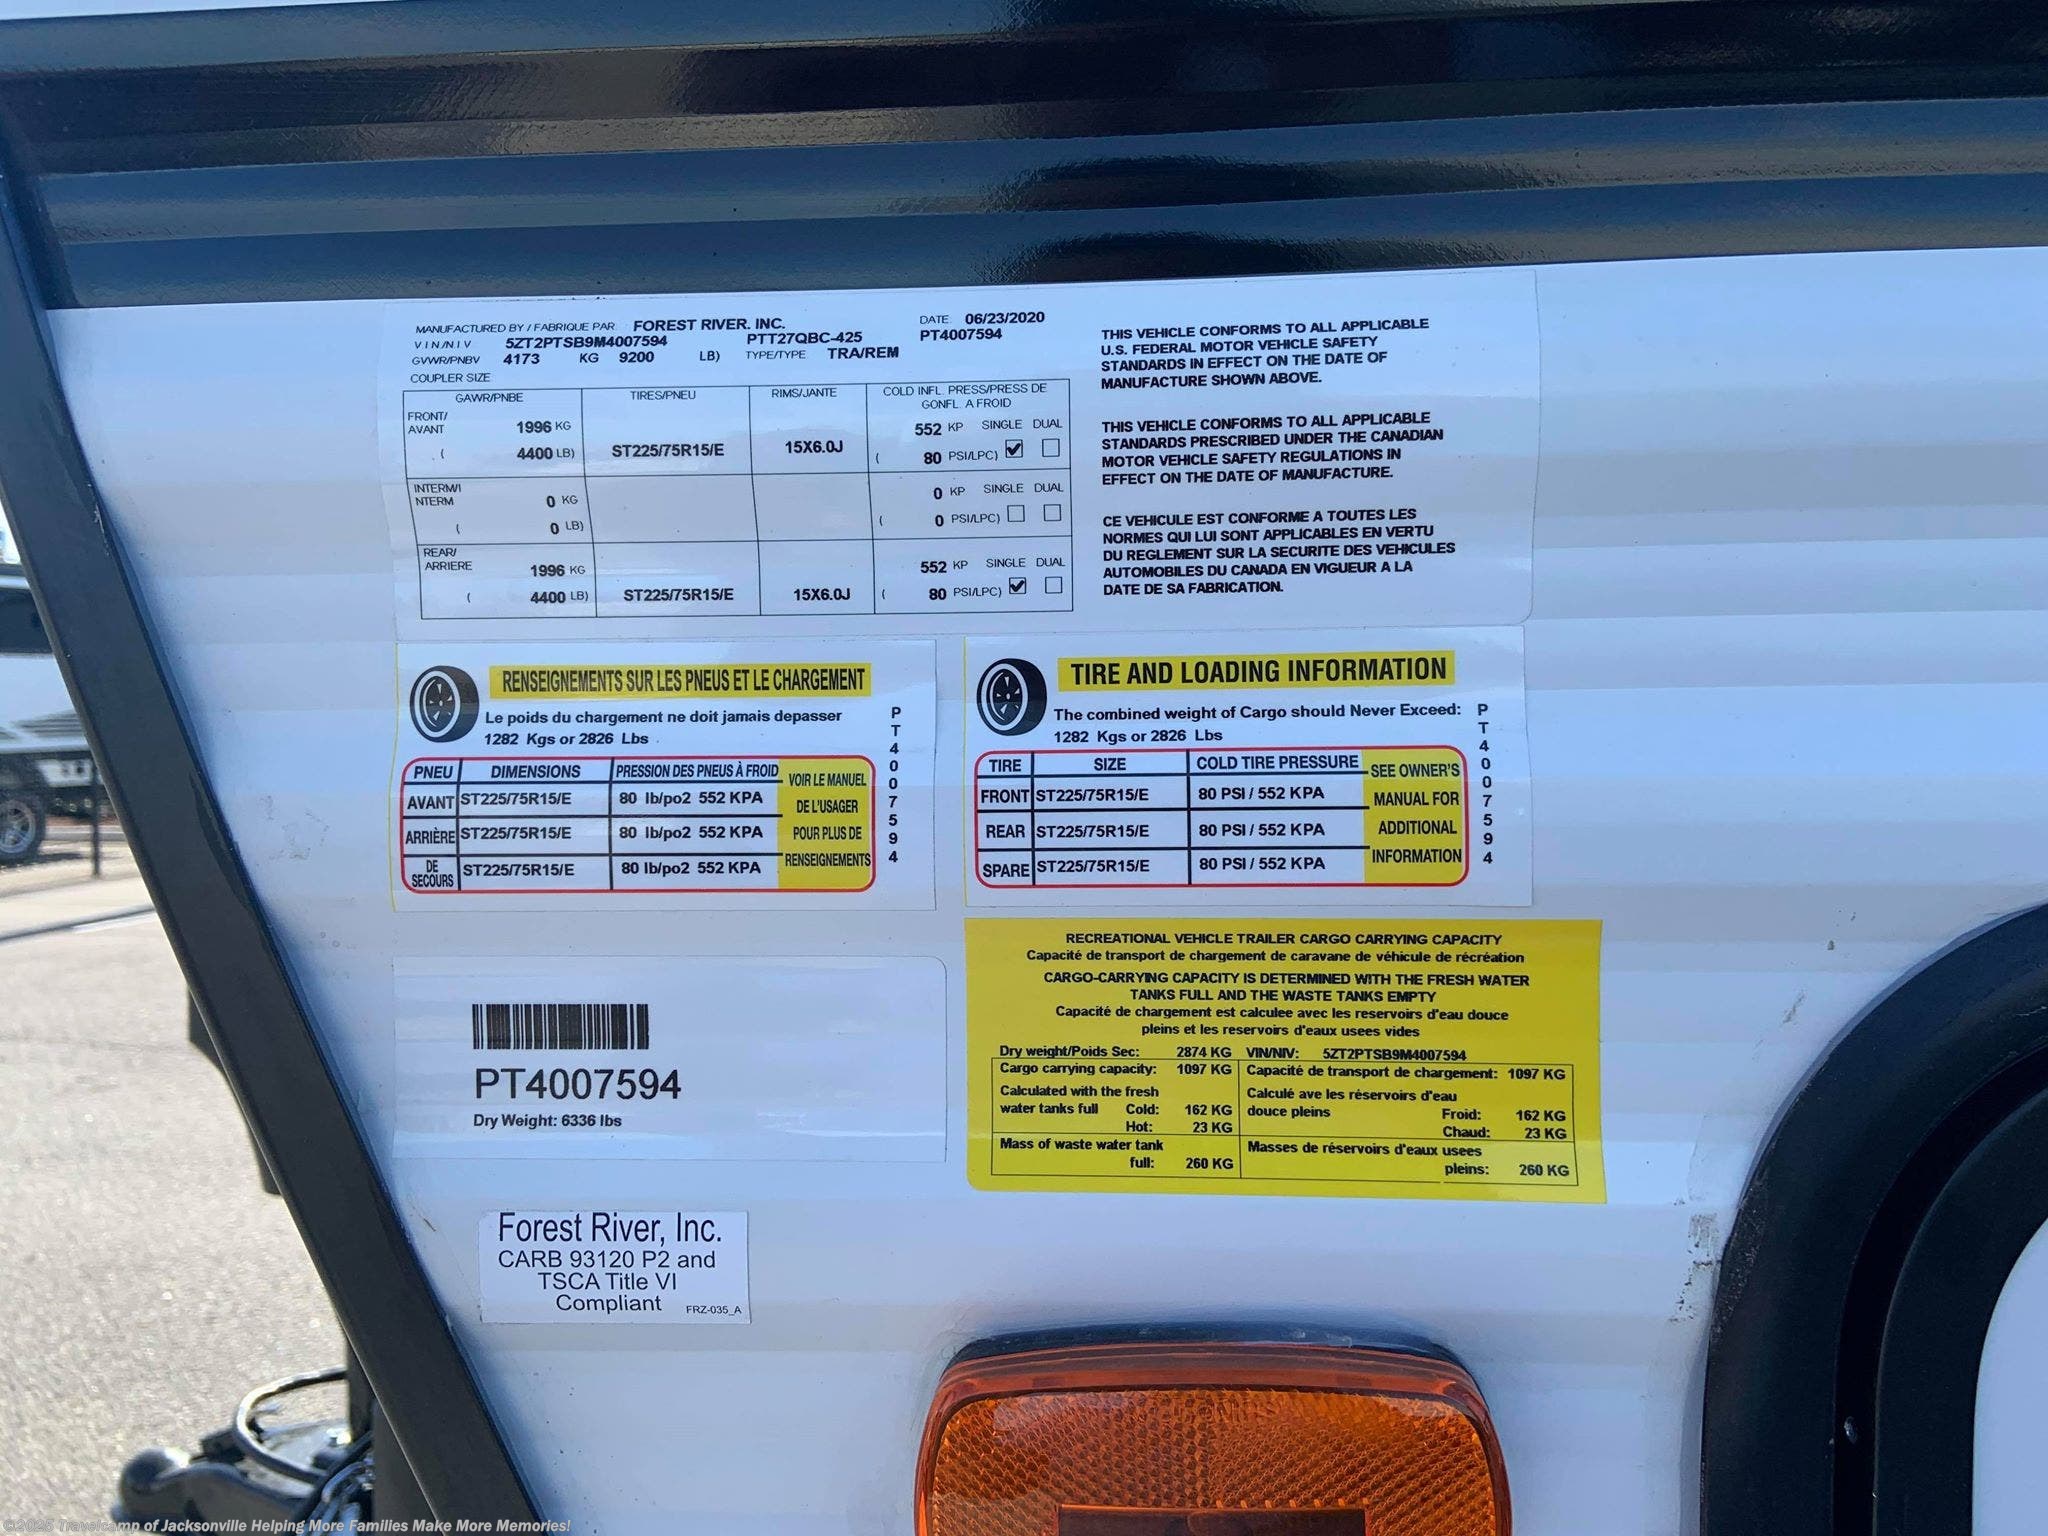 MANUFACTURED BY / FABRIQUE PAR: FOREST RIVER, INC. DATE 06/23/2020
V I N/N I V 5ZT2PTSB9M4007594 PTT27QBC-425 PT4007594
GVWR/PNBV 4173 KG 9200 LB) TYPE/TYPE TRA/REM
COUPLER SIZE
GAWR/PNBE TIRES/PNEU RIMS/JANTE COLD INFL. PRESS/PRESS DE
GONFL. A FROID
FRONT/
AVANT 1996 KG 552 KP SINGLE DUAL
( 4400 LB) ST225/75R15/E 15X6.0J ( 80 PSI/LPC)
INTERM/I
NTERM 0 KG 0 KP SINGLE DUAL
( 0 LB) ( 0 PSI/LPC)
REAR/
ARRIERE 1996 KG 552 KP SINGLE DUAL
( 4400 LB) ST225/75R15/E 15X6.0J ( 80 PSI/LPC)
THIS VEHICLE CONFORMS TO ALL APPLICABLE
U.S. FEDERAL MOTOR VEHICLE SAFETY
STANDARDS IN EFFECT ON THE DATE OF
MANUFACTURE SHOWN ABOVE.
THIS VEHICLE CONFORMS TO ALL APPLICABLE
STANDARDS PRESCRIBED UNDER THE CANADIAN
MOTOR VEHICLE SAFETY REGULATIONS IN
EFFECT ON THE DATE OF MANUFACTURE.
CE VEHICULE EST CONFORME A TOUTES LES
NORMES QUI LUI SONT APPLICABLES EN VERTU
DU REGLEMENT SUR LA SECURITE DES VEHICULES
AUTOMOBILES DU CANADA EN VIGUEUR A LA
DATE DE SA FABRICATION.
RENSEIGNEMENTS SUR LES PNEUS ET LE CHARGEMENT
Le poids du chargement ne doit jamais depasser
1282 Kgs or 2826 Lbs
PNEU DIMENSIONS PRESSION DES PNEUS À FROID
AVANT ST225/75R15/E 80 lb/po2 552 KPA
ARRIÈRE ST225/75R15/E 80 lb/po2 552 KPA
DE
SECOURS ST225/75R15/E 80 lb/po2 552 KPA
VOIR LE MANUEL
DE L'USAGER
POUR PLUS DE
RENSEIGNEMENTS
PT4007594
TIRE AND LOADING INFORMATION
The combined weight of Cargo should Never Exceed:
1282 Kgs or 2826 Lbs
TIRE SIZE COLD TIRE PRESSURE
FRONT ST225/75R15/E 80 PSI / 552 KPA
REAR ST225/75R15/E 80 PSI / 552 KPA
SPARE ST225/75R15/E 80 PSI / 552 KPA
SEE OWNER'S
MANUAL FOR
ADDITIONAL
INFORMATION
PT4007594
PT4007594
Dry Weight: 6336 lbs
RECREATIONAL VEHICLE TRAILER CARGO CARRYING CAPACITY
Capacité de transport de chargement de caravane de véhicule de récréation
CARGO-CARRYING CAPACITY IS DETERMINED WITH THE FRESH WATER
TANKS FULL AND THE WASTE TANKS EMPTY
Capacité de chargement est calculee avec les reservoirs d'eau douce
pleins et les reservoirs d'eaux usees vides
Dry weight/Poids Sec: 2874 KG VIN/NIV: 5ZT2PTSB9M4007594
Cargo carrying capacity: 1097 KG Capacité de transport de chargement: 1097 KG
Calculated with the fresh Calculé ave les réservoirs d'eau
water tanks full Cold: 162 KG douce pleins Froid: 162 KG
Hot: 23 KG Chaud: 23 KG
Mass of waste water tank Masses de réservoirs d'eaux usees
full: 260 KG pleins: 260 KG
Forest River, Inc.
CARB 93120 P2 and
TSCA Title VI
Compliant FRZ-035_A
©2025 Travelcamp of Jacksonville Helping More Families Make More Memories!